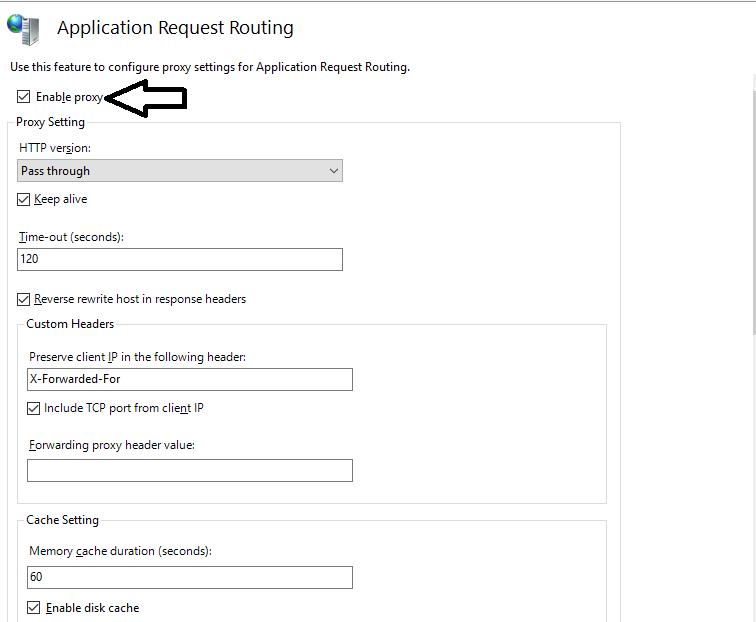 Application Request Routing
Use this feature to configure proxy settings for Application Request Routing.
Enable proxy
Proxy Setting
HTTP version:
Pass through
Keep alive
Time-out (seconds):
120
Reverse rewrite host in response headers
Custom Headers
Preserve client IP in the following header:
X-Forwarded-For
Include TCP port from client IP
Forwarding proxy header value:
Cache Setting
Memory cache duration (seconds):
60
Enable disk cache